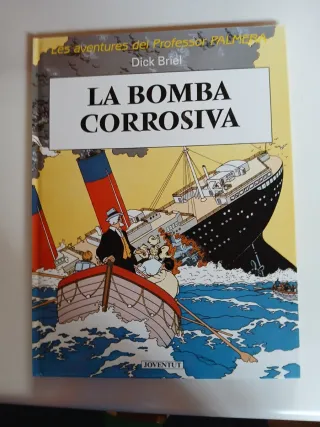 Les aventures del Professor PALMERA
Dick Briel
LA BOMBA
CORROSIVA
JOVENTUT